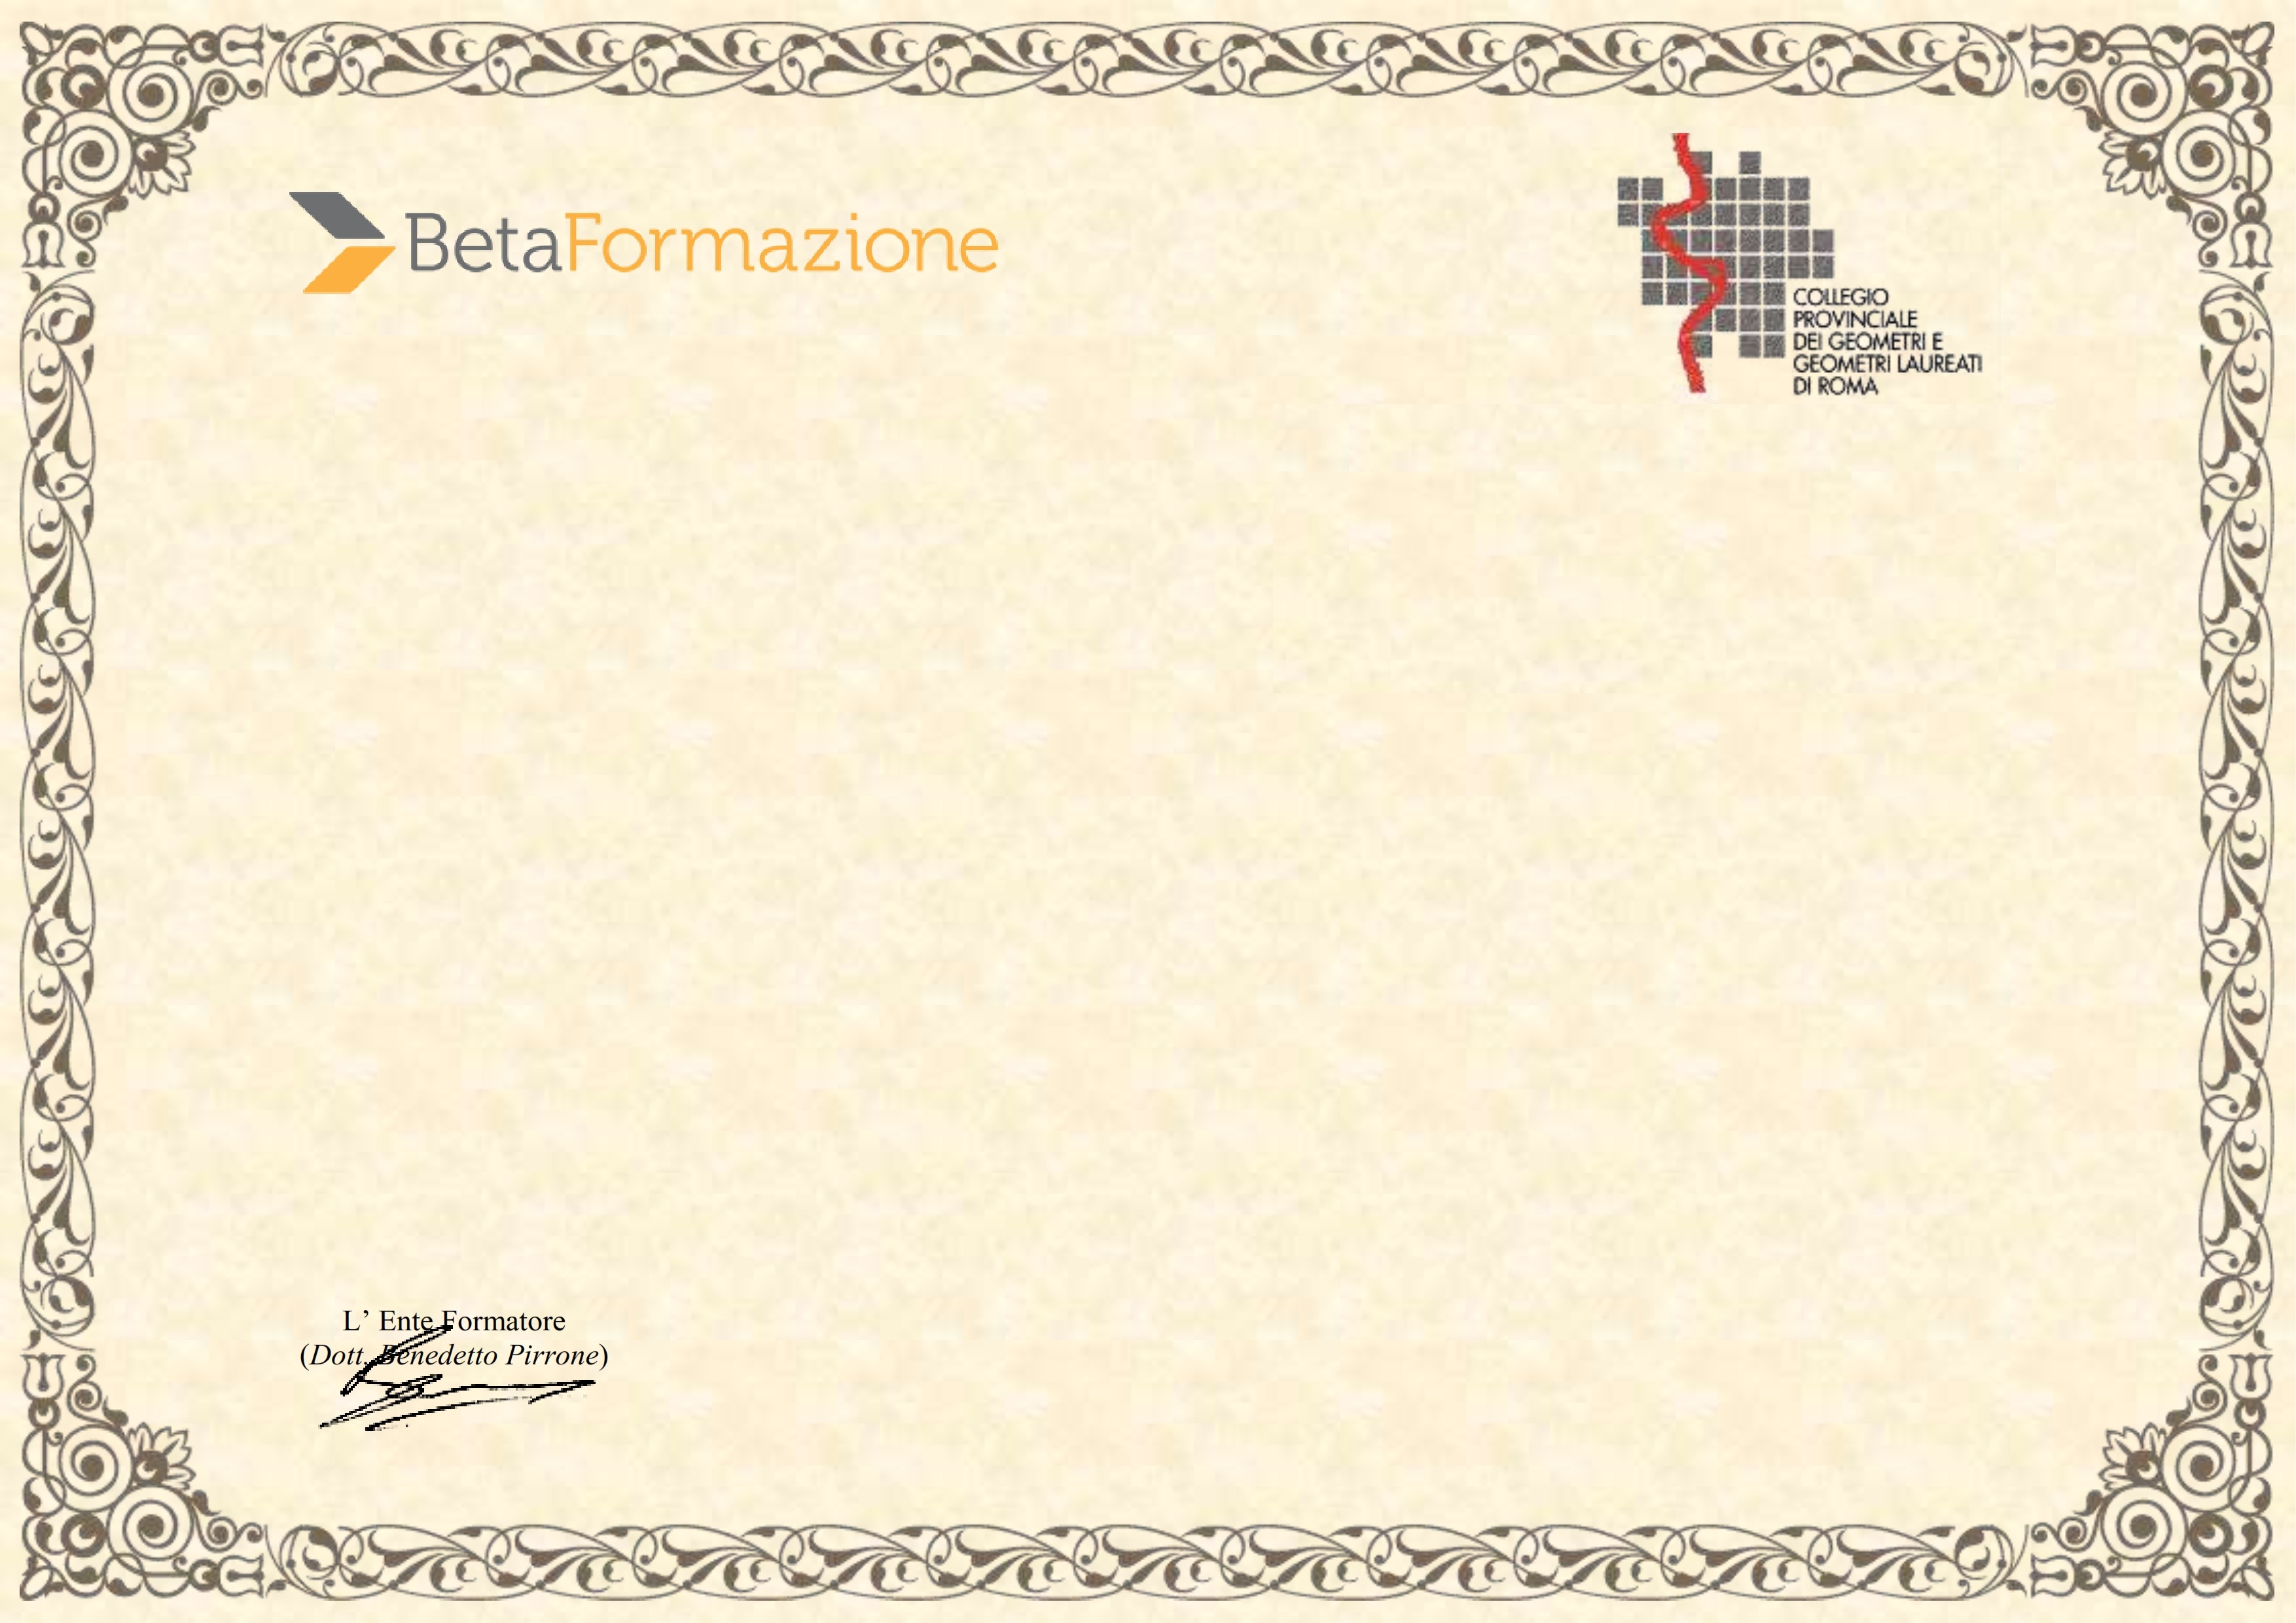 BetaFormazione
COLLEGIO
PROVINCIALE
DEI GEOMETRI E
GEOMETRI LAUREATI
DI ROMA
L’ Ente Formatore
(Dott. Benedetto Pirrone)